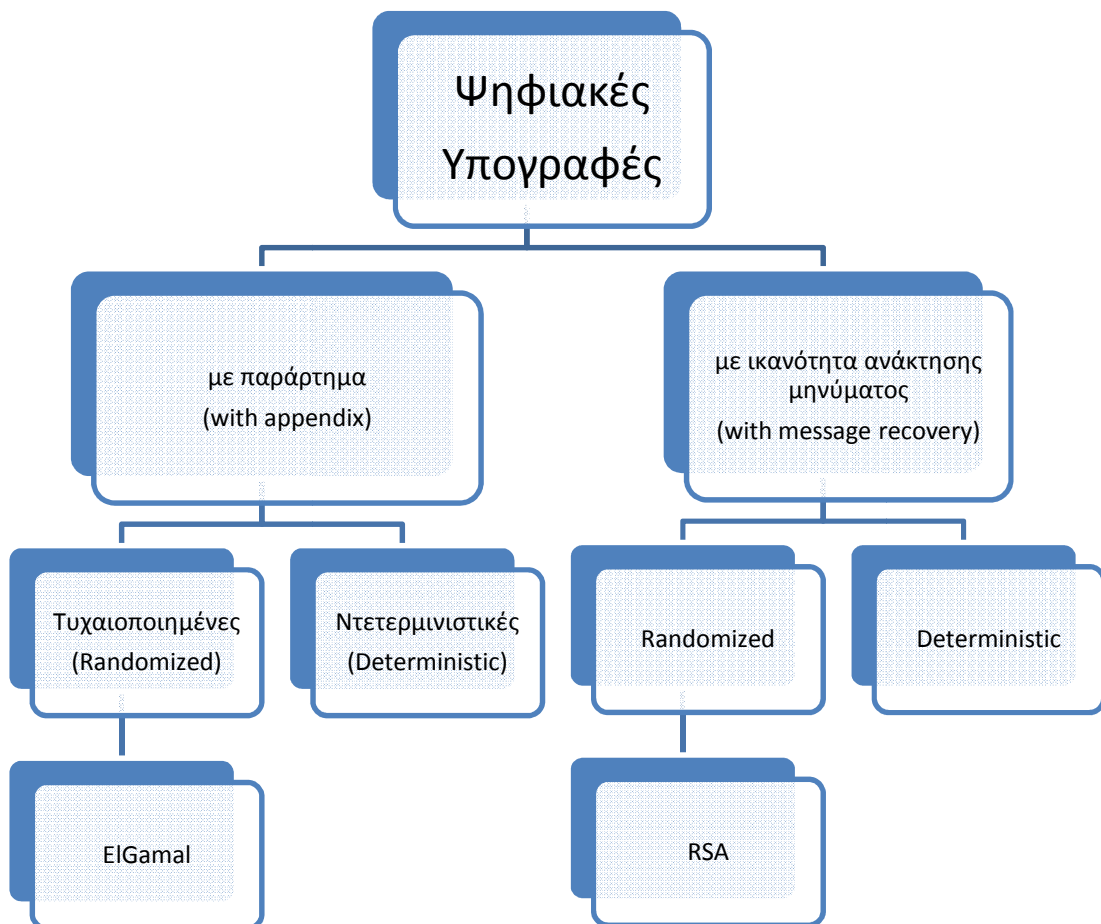 Ψηφιακές
Υπογραφές
με παράρτημα
(with appendix)
με ικανότητα ανάκτησης
μηνύματος
(with message recovery)
Τυχαιοποιημένες
(Randomized)
Ντετερμινιστικές
(Deterministic)
Randomized
Deterministic
ElGamal
RSA